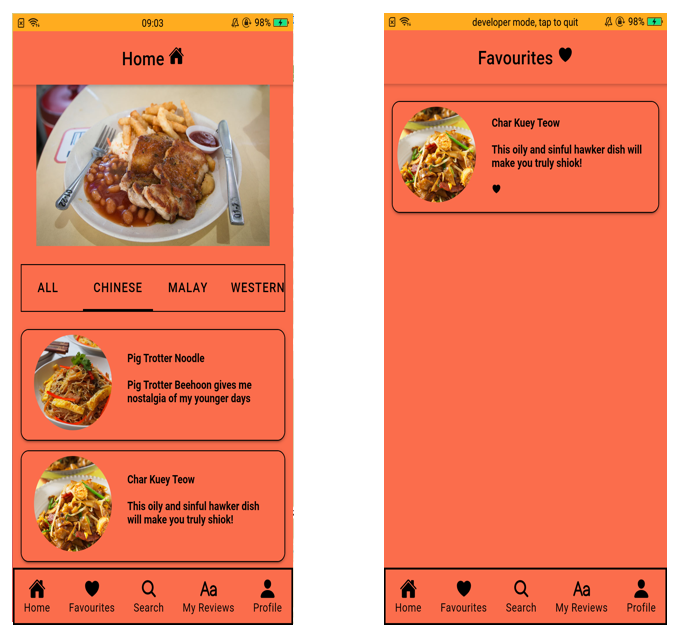 09:03
98%
Home
ALL CHINESE MALAY WESTERN
Pig Trotter Noodle
Pig Trotter Beehoon gives me
nostalgia of my younger days
Char Kuey Teow
This oily and sinful hawker dish
will make you truly shiok!
Home Favourites Search Aa My Reviews Profile
developer mode, tap to quit
98%
Favourites
Char Kuey Teow
This oily and sinful hawker dish will
make you truly shiok!
Home Favourites Search Aa My Reviews Profile